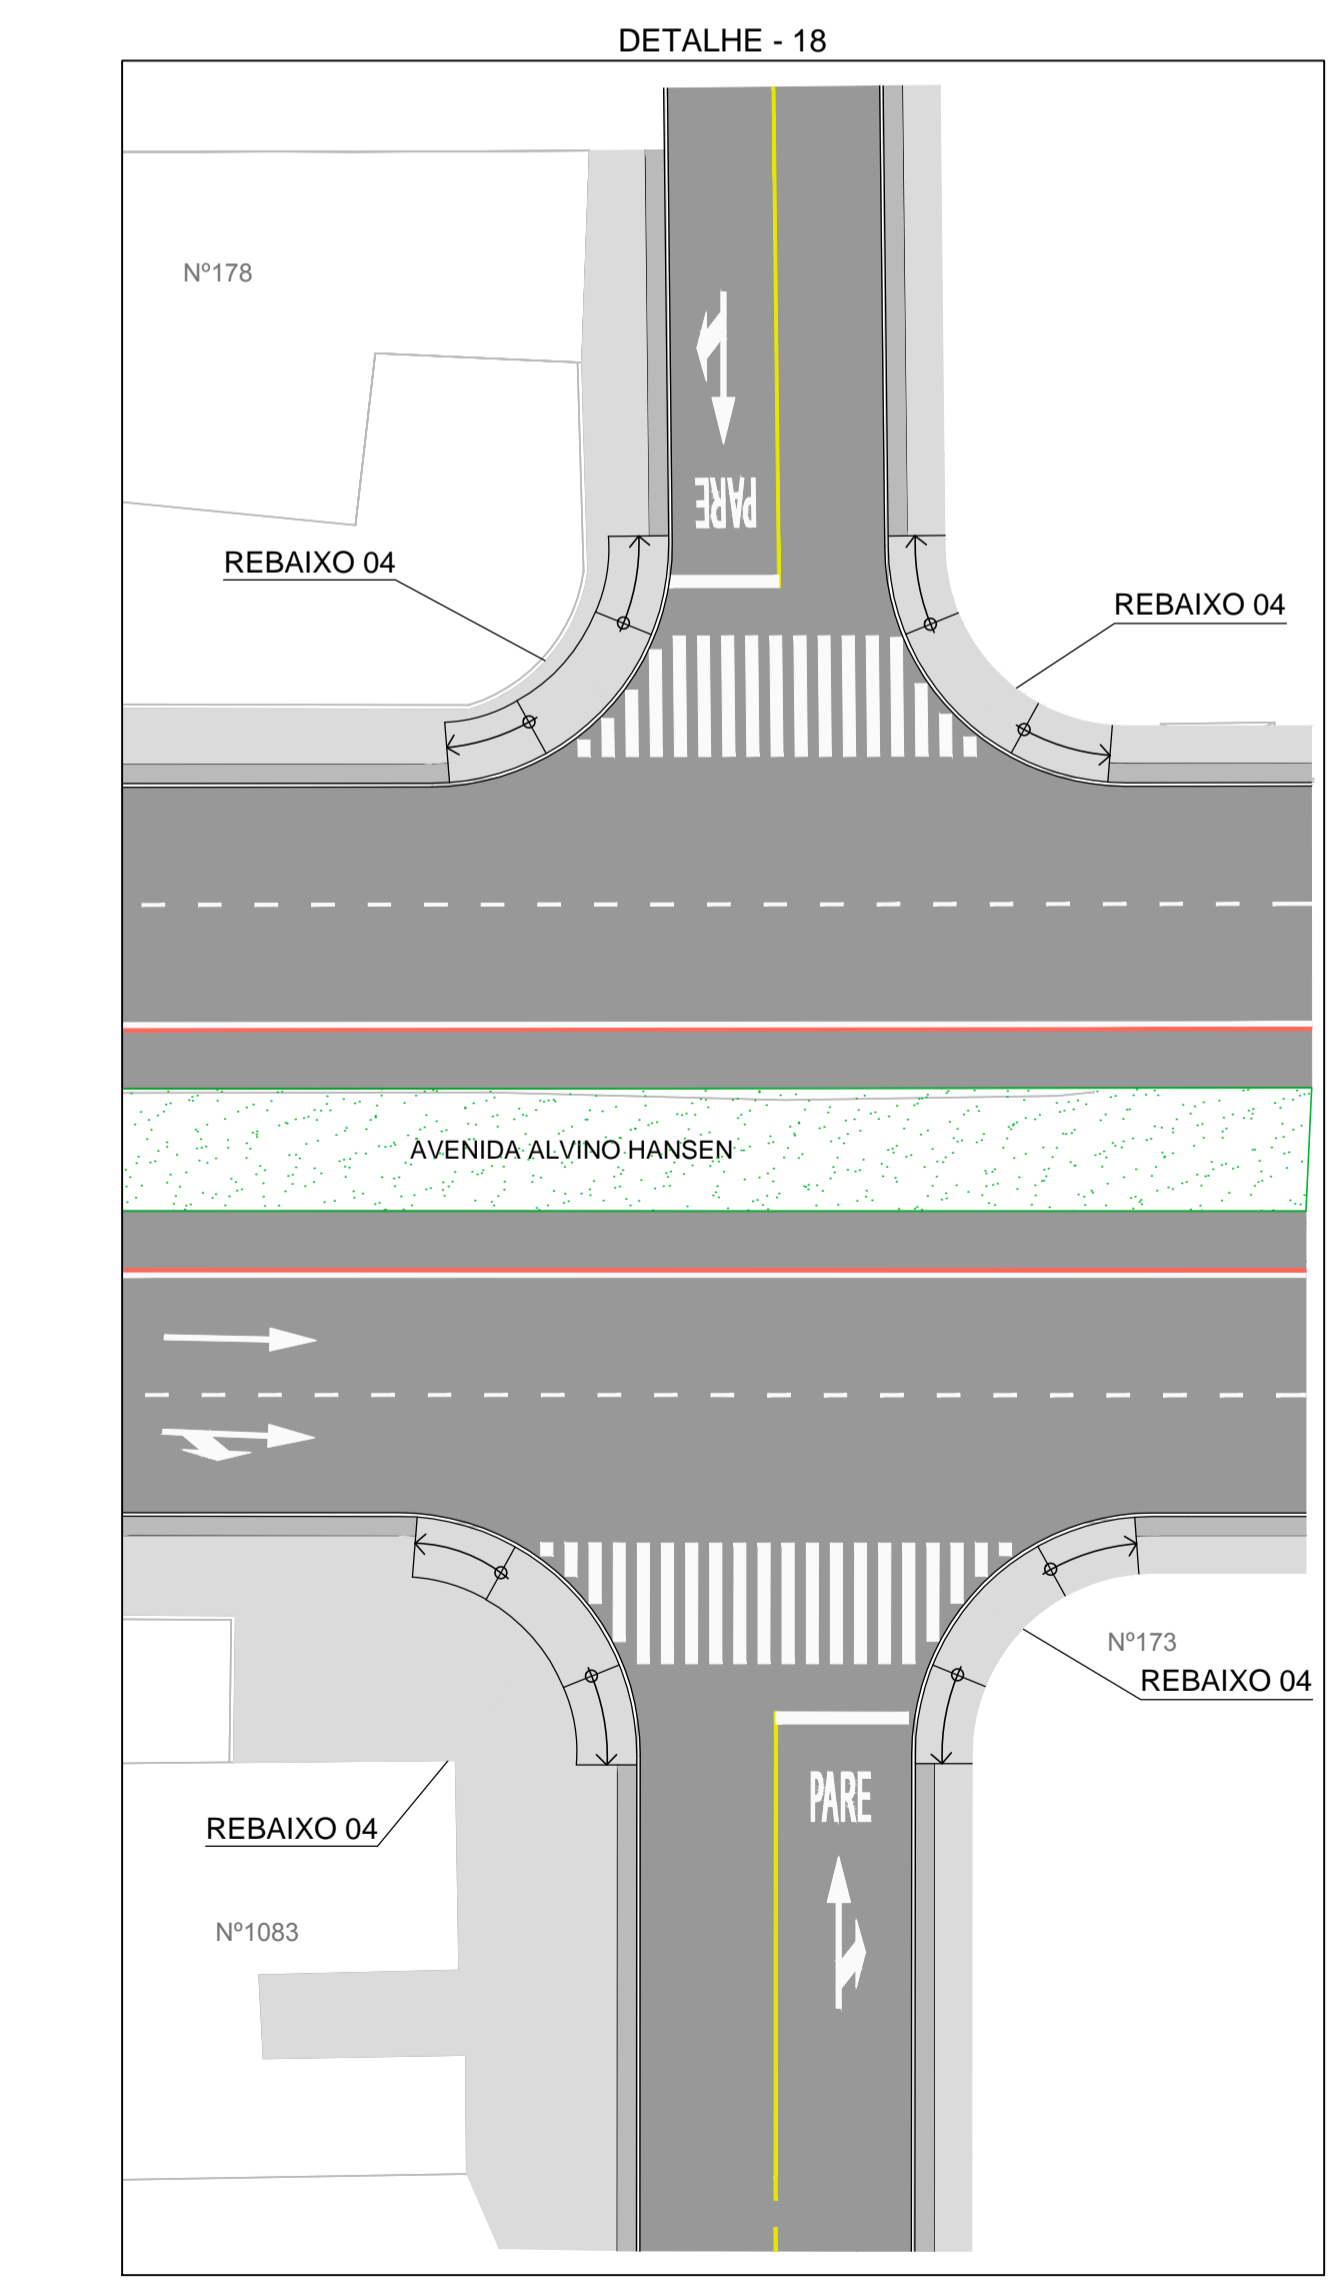 DETALHE - 18
Nº178
PARE
REBAIXO 04
REBAIXO 04
AVENIDA ALVINO HANSEN
Nº173
REBAIXO 04
PARE
REBAIXO 04
Nº1083